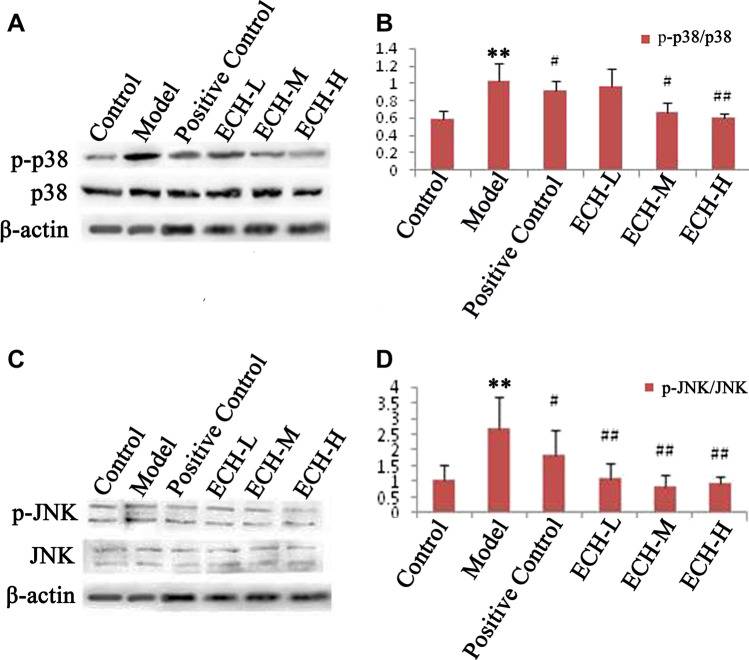 A
Control
Model
Positive Control
ECH-L
ECH-M
ECH-H
p-p38
p38
β-actin
B
p-p38/p38
1.4
1.2
1
0.8
0.6
0.4
0.2
0
**
#
#
##
Control
Model
Positive Control
ECH-L
ECH-M
ECH-H
C
Control
Model
Positive Control
ECH-L
ECH-M
ECH-H
p-JNK
JNK
β-actin
D
p-JNK/JNK
4
3.5
3
2.5
2
1.5
1
0.5
0
**
#
##
##
##
Control
Model
Positive Control
ECH-L
ECH-M
ECH-H